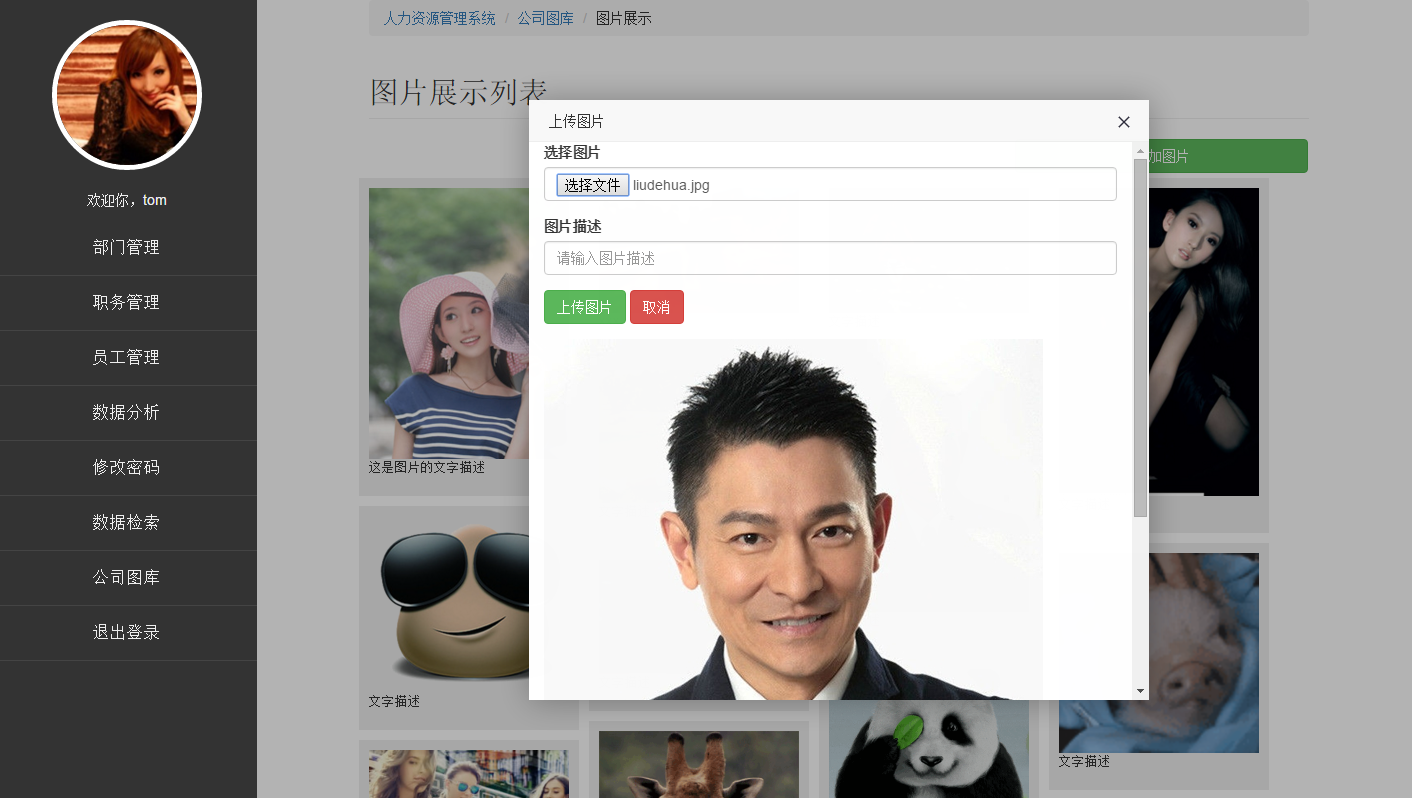 人力资源管理系统 / 公司图库 / 图片展示
图片展示列表
欢迎你，tom
部门管理
职务管理
员工管理
数据分析
修改密码
数据检索
公司图库
退出登录
上传图片 ×
选择图片
选择文件 liudehua.jpg
图片描述
请输入图片描述
上传图片 取消
加图片
这是图片的文字描述
文字描述
文字描述